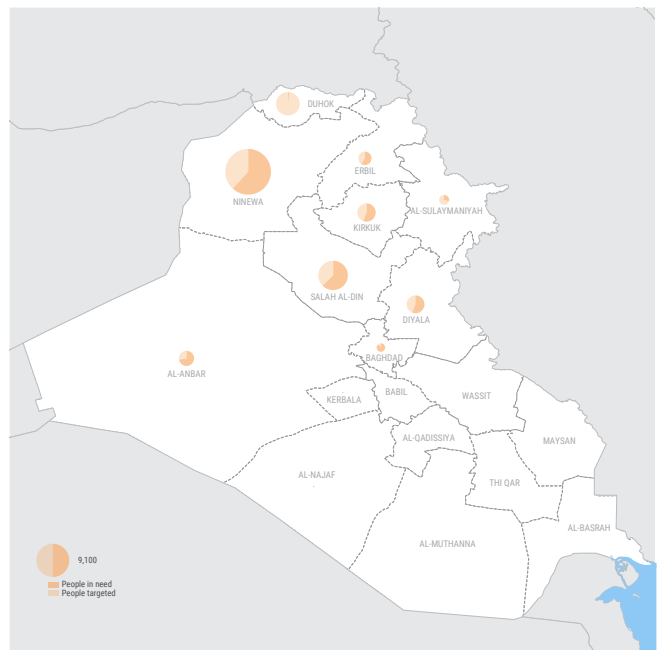 DUHOK
ERBIL
NINEWA
AL-SULAYMANIYAH
KIRKUK
SALAH AL-DIN
DIYALA
BAGHDAD
AL-ANBAR
BABIL
WASSIT
KERBALA
AL-QADISSIYA
MAYSAN
AL-NAJAF
THI QAR
AL-BASRAH
AL-MUTHANNA
9,100
People in need
People targeted